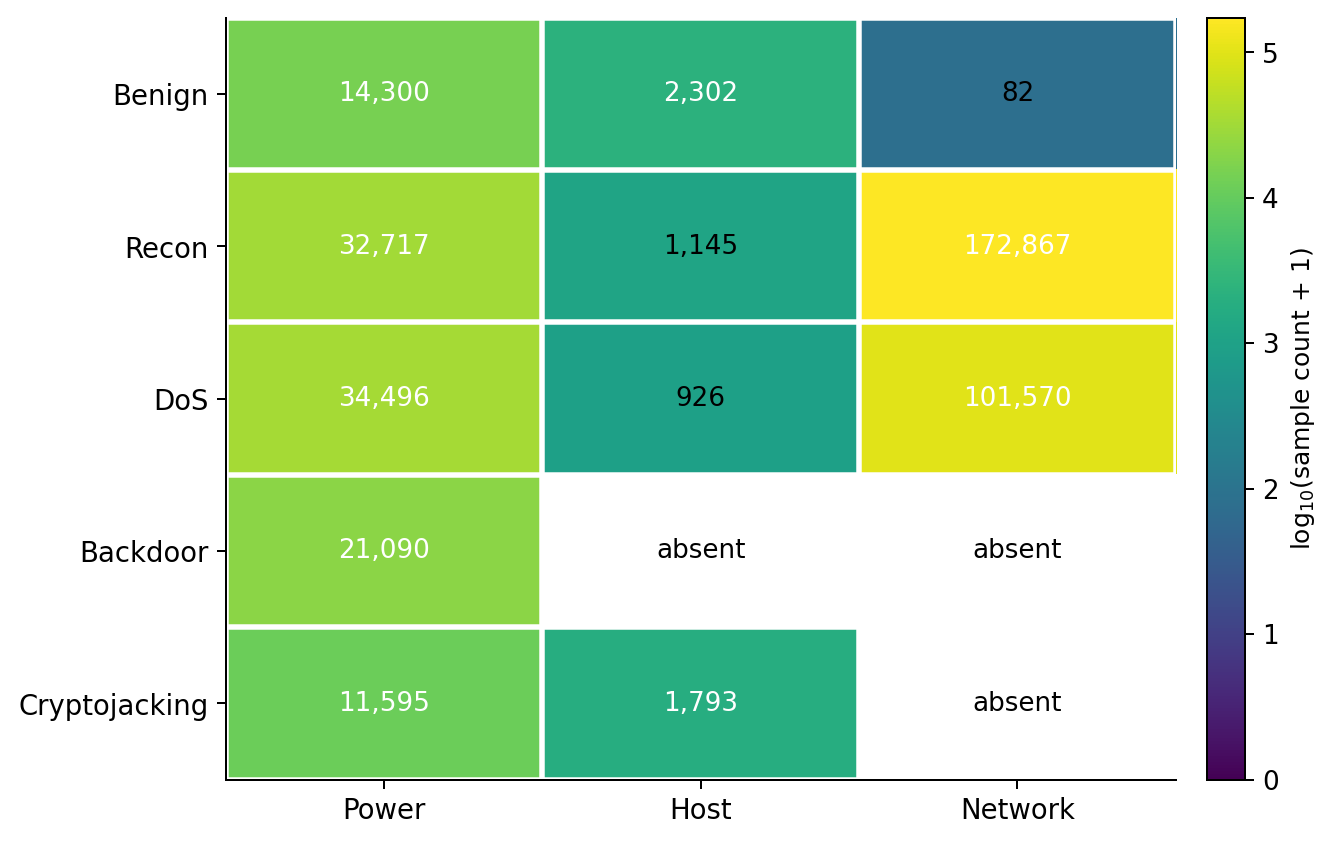 Benign 14,300 2,302 82
Recon 32,717 1,145 172,867
DoS 34,496 926 101,570
Backdoor 21,090 absent absent
Cryptojacking 11,595 1,793 absent
Power Host Network
5
4
3
2
1
0
log₁₀(sample count + 1)